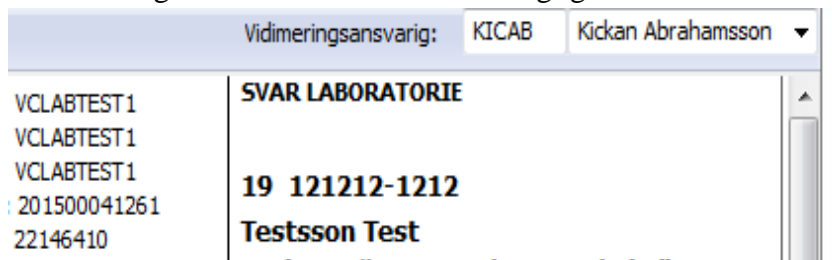 Vidimeringsansvarig: KICAB Kickan Abrahamsson
VCLABTEST1
VCLABTEST1
VCLABTEST1
: 201500041261
22146410
SVAR LABORATORIE
19 121212-1212
Testsson Test